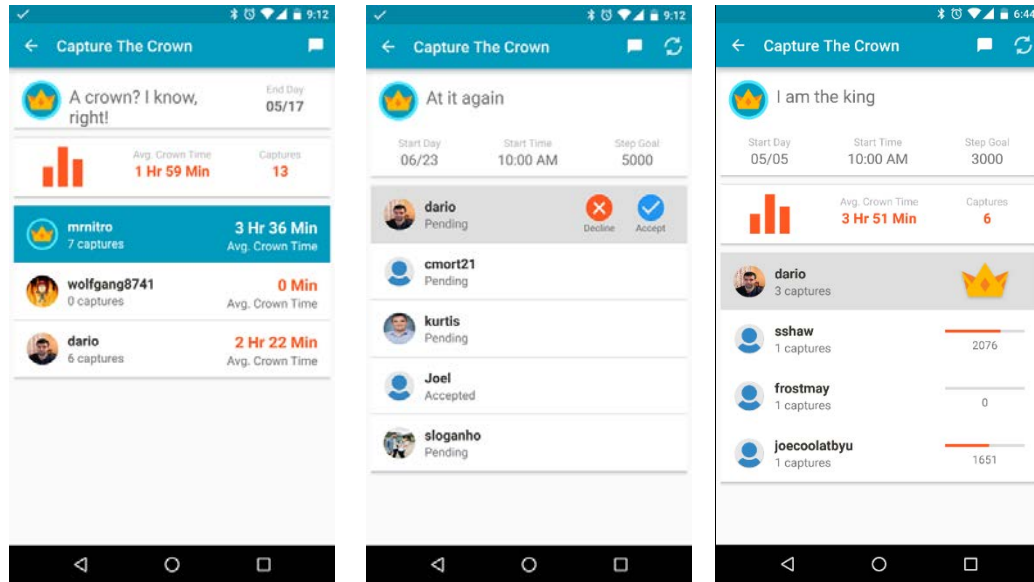 9:12
Capture The Crown
A crown? I know,
right!
End Day
05/17
Avg. Crown Time
1 Hr 59 Min
Captures
13
mrnitro
7 captures
3 Hr 36 Min
Avg. Crown Time
wolfgang8741
0 captures
0 Min
Avg. Crown Time
dario
6 captures
2 Hr 22 Min
Avg. Crown Time
9:12
Capture The Crown
At it again
Start Day
06/23
Start Time
10:00 AM
Step Goal
5000
dario
Pending
Decline
Accept
cmort21
Pending
kurtis
Pending
Joel
Accepted
sloganho
Pending
6:44
Capture The Crown
I am the king
Start Day
05/05
Start Time
10:00 AM
Step Goal
3000
Avg. Crown Time
3 Hr 51 Min
Captures
6
dario
3 captures
sshaw
1 captures
2076
frostmay
1 captures
0
joecoolatbyu
1 captures
1651